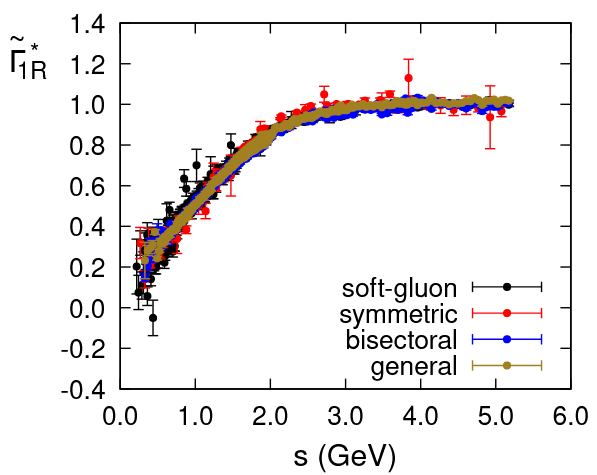 1.4
1.2
Γ̃*1R
1.0
0.8
0.6
0.4
0.2
0.0
-0.2
-0.4
soft-gluon
symmetric
bisectoral
general
0.0 1.0 2.0 3.0 4.0 5.0 6.0
s (GeV)